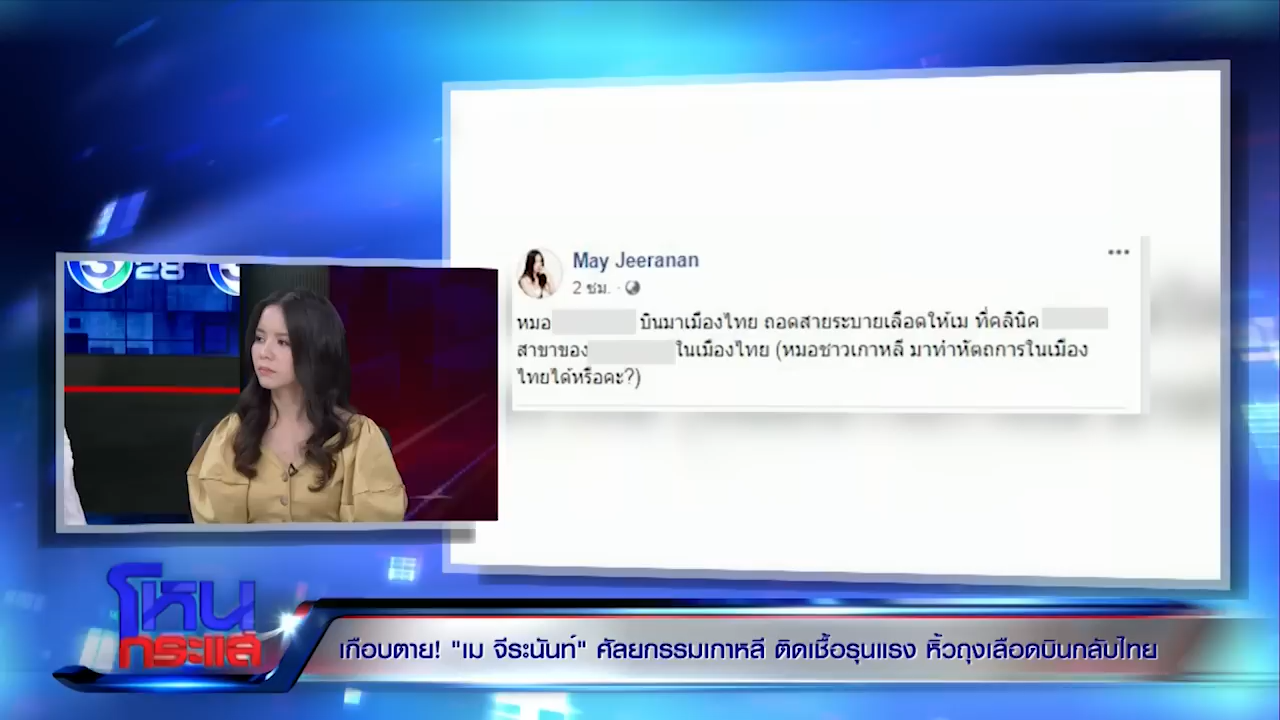 May Jeeranan
2 ชม.
หมอ บินมาเมืองไทย ถอดสายระบายเลือดให้เม ที่คลินิค
สาขาของ ในเมืองไทย (หมอชาวเกาหลี มาทำหัตถการในเมือง
ไทยได้หรือคะ?)
3 28
โหน
กระแส
เกือบตาย! "เม จีระนันท์" ศัลยกรรมเกาหลี ติดเชื้อรุนแรง หิ้วถุงเลือดบินกลับไทย